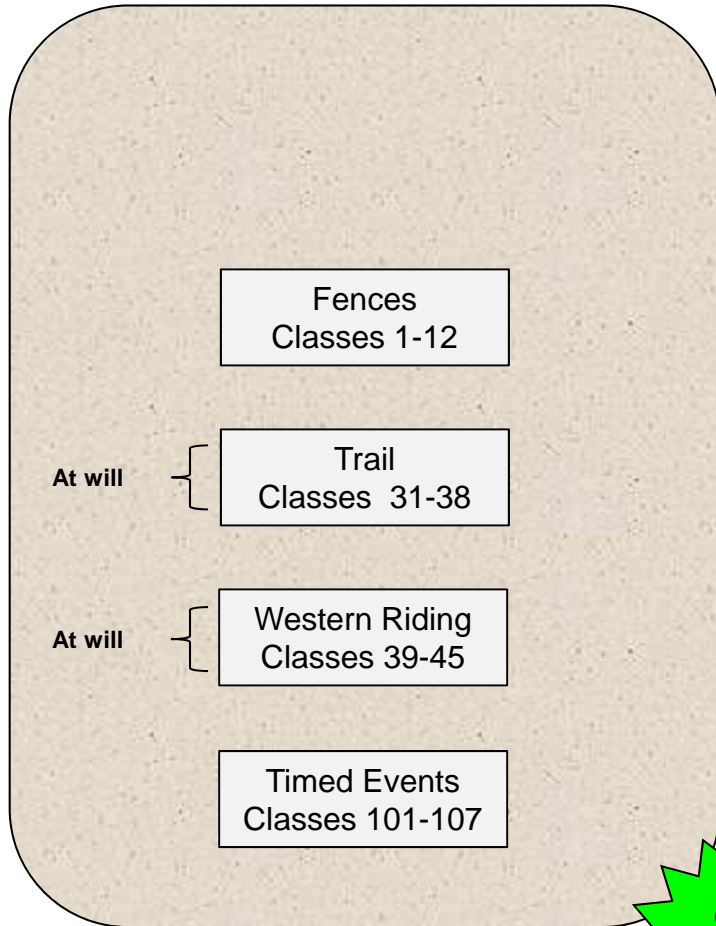 Fences
Classes 1-12
At will
Trail
Classes  31-38
At will
Western Riding
Classes 39-45
Timed Events
Classes 101-107